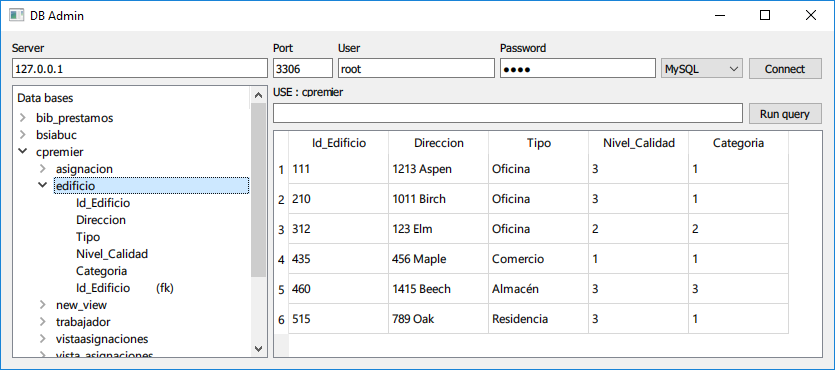 DB Admin
Server Port User Password
127.0.0.1 3306 root ●●●● MySQL Connect
Data bases
bib_prestamos
bsiabuc
cpremier
asignacion
edificio
Id_Edificio
Direccion
Tipo
Nivel_Calidad
Categoria
Id_Edificio (fk)
new_view
trabajador
vistaasignaciones
vista_asignaciones
USE : cpremier
Run query
Id_Edificio Direccion Tipo Nivel_Calidad Categoria
1 111 1213 Aspen Oficina 3 1
2 210 1011 Birch Oficina 3 1
3 312 123 Elm Oficina 2 2
4 435 456 Maple Comercio 1 1
5 460 1415 Beech Almacén 3 3
6 515 789 Oak Residencia 3 1